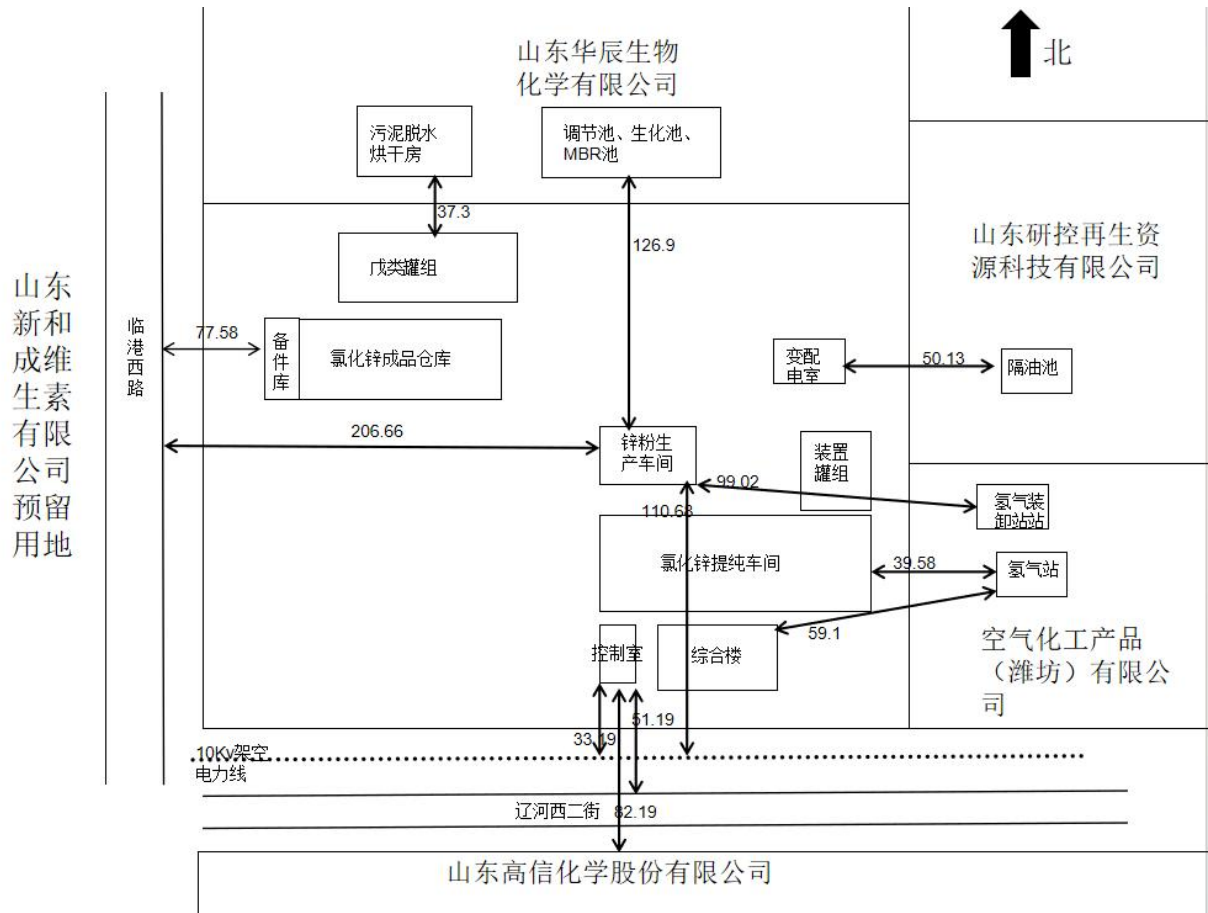 山东华辰生物
化学有限公司
北
污泥脱水
烘干房
调节池、生化池、
MBR池
37.3
126.9
戊类罐组
山东研控再生资
源科技有限公司
山东
新和
成维
生素
有限
公司
预留
用地
临
港
西
路
77.58
备
件
库
氯化锌成品仓库
变配
电室
50.13
隔油池
206.66
锌粉生
产车间
装置
罐组
99.02
氢气装
卸站站
110.68
氯化锌提纯车间
39.58
氢气站
59.1
控制室
综合楼
空气化工产品
（潍坊）有限公
司
51.19
33.19
10Kv架空
电力线
辽河西二街
82.19
山东高信化学股份有限公司